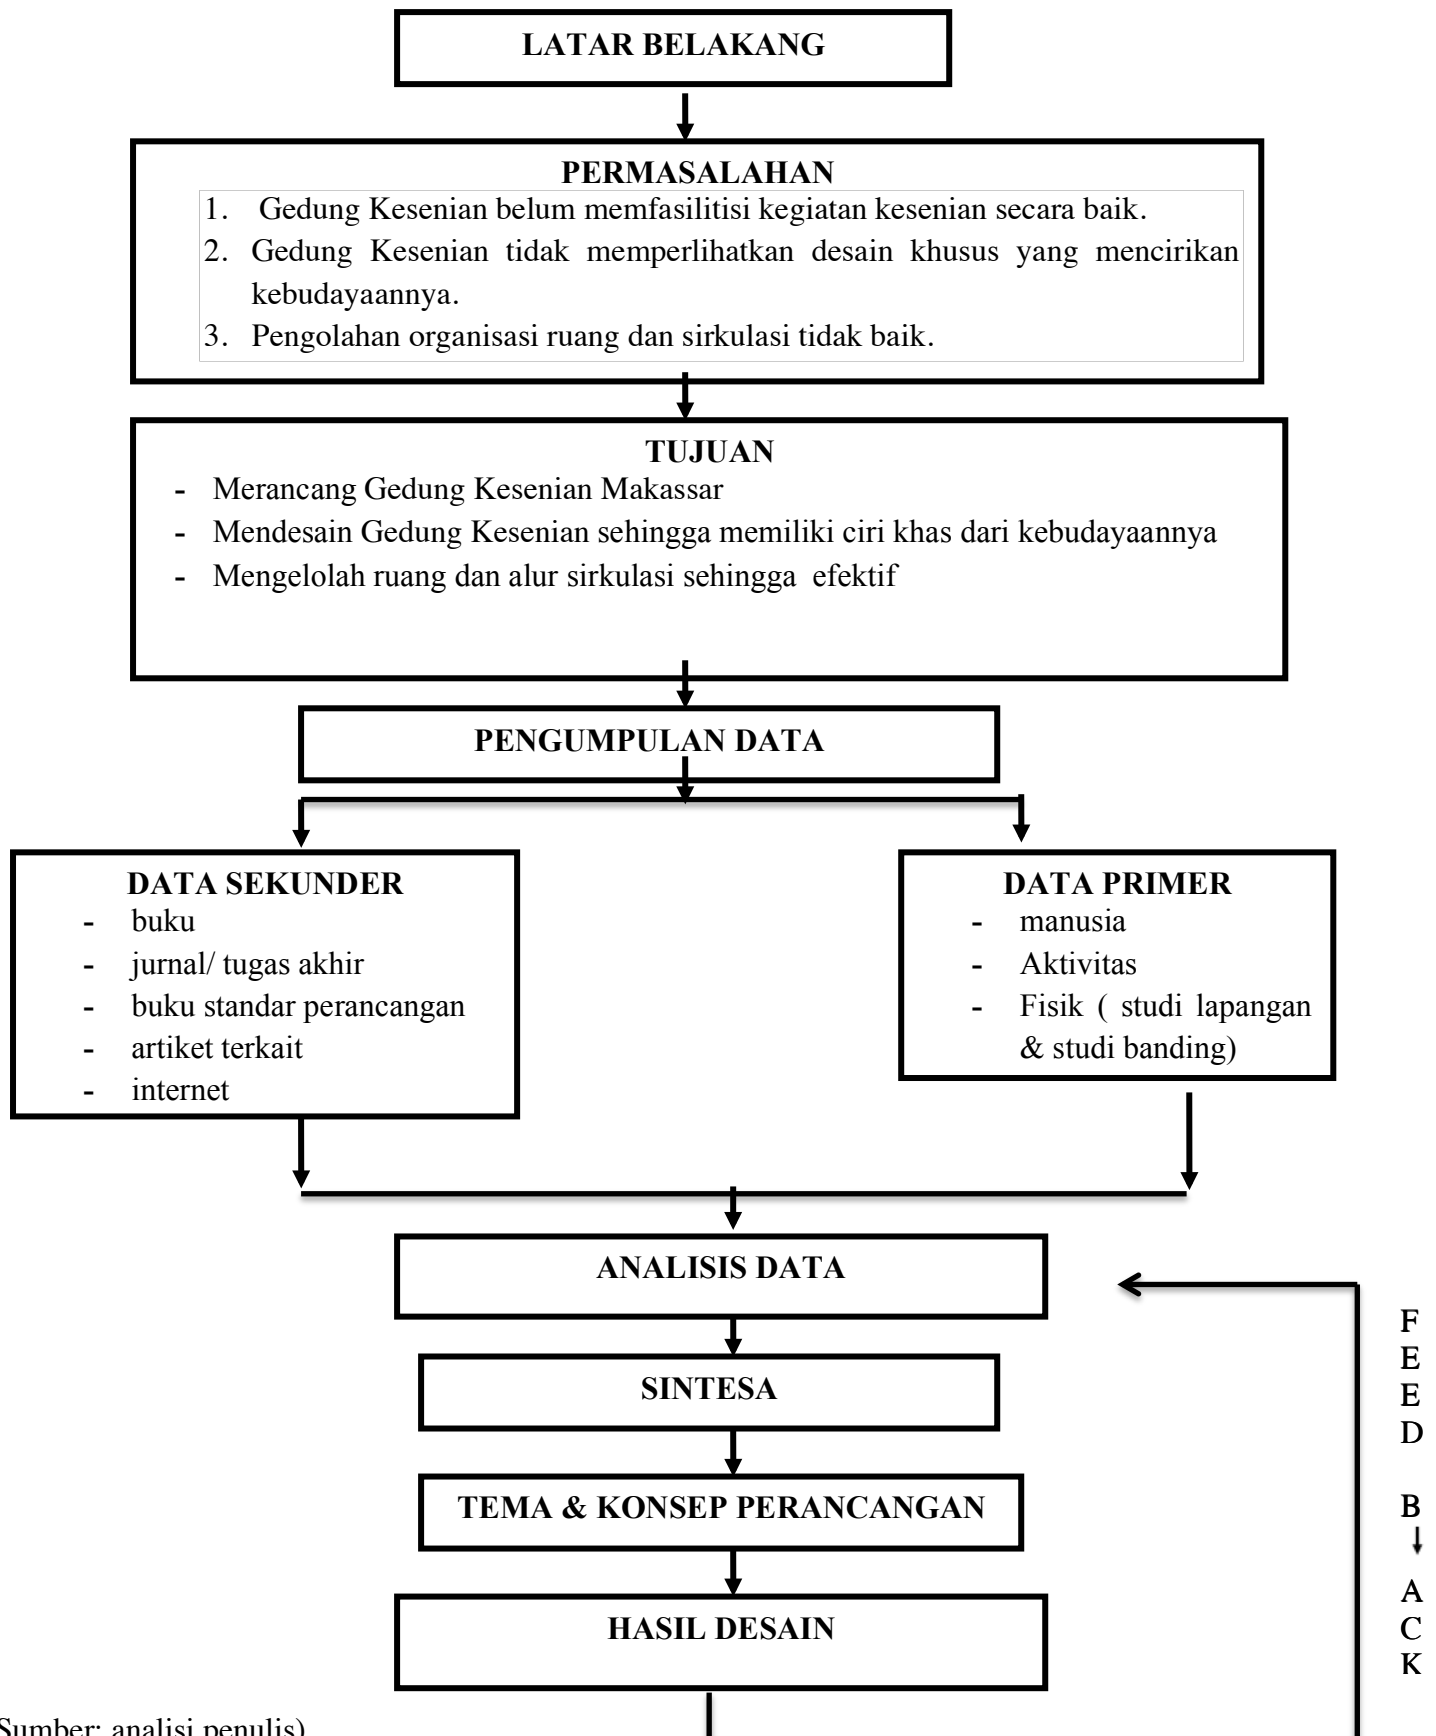 LATAR BELAKANG
PERMASALAHAN
1. Gedung Kesenian belum memfasilitisi kegiatan kesenian secara baik.
2. Gedung Kesenian tidak memperlihatkan desain khusus yang mencirikan
kebudayaannya.
3. Pengolahan organisasi ruang dan sirkulasi tidak baik.
TUJUAN
- Merancang Gedung Kesenian Makassar
- Mendesain Gedung Kesenian sehingga memiliki ciri khas dari kebudayaannya
- Mengelolah ruang dan alur sirkulasi sehingga efektif
PENGUMPULAN DATA
DATA SEKUNDER
- buku
- jurnal/ tugas akhir
- buku standar perancangan
- artiket terkait
- internet
DATA PRIMER
- manusia
- Aktivitas
- Fisik ( studi lapangan
& studi banding)
ANALISIS DATA
SINTESA
TEMA & KONSEP PERANCANGAN
HASIL DESAIN
F
E
E
D
B
A
C
K
Sumber: analisi penulis)